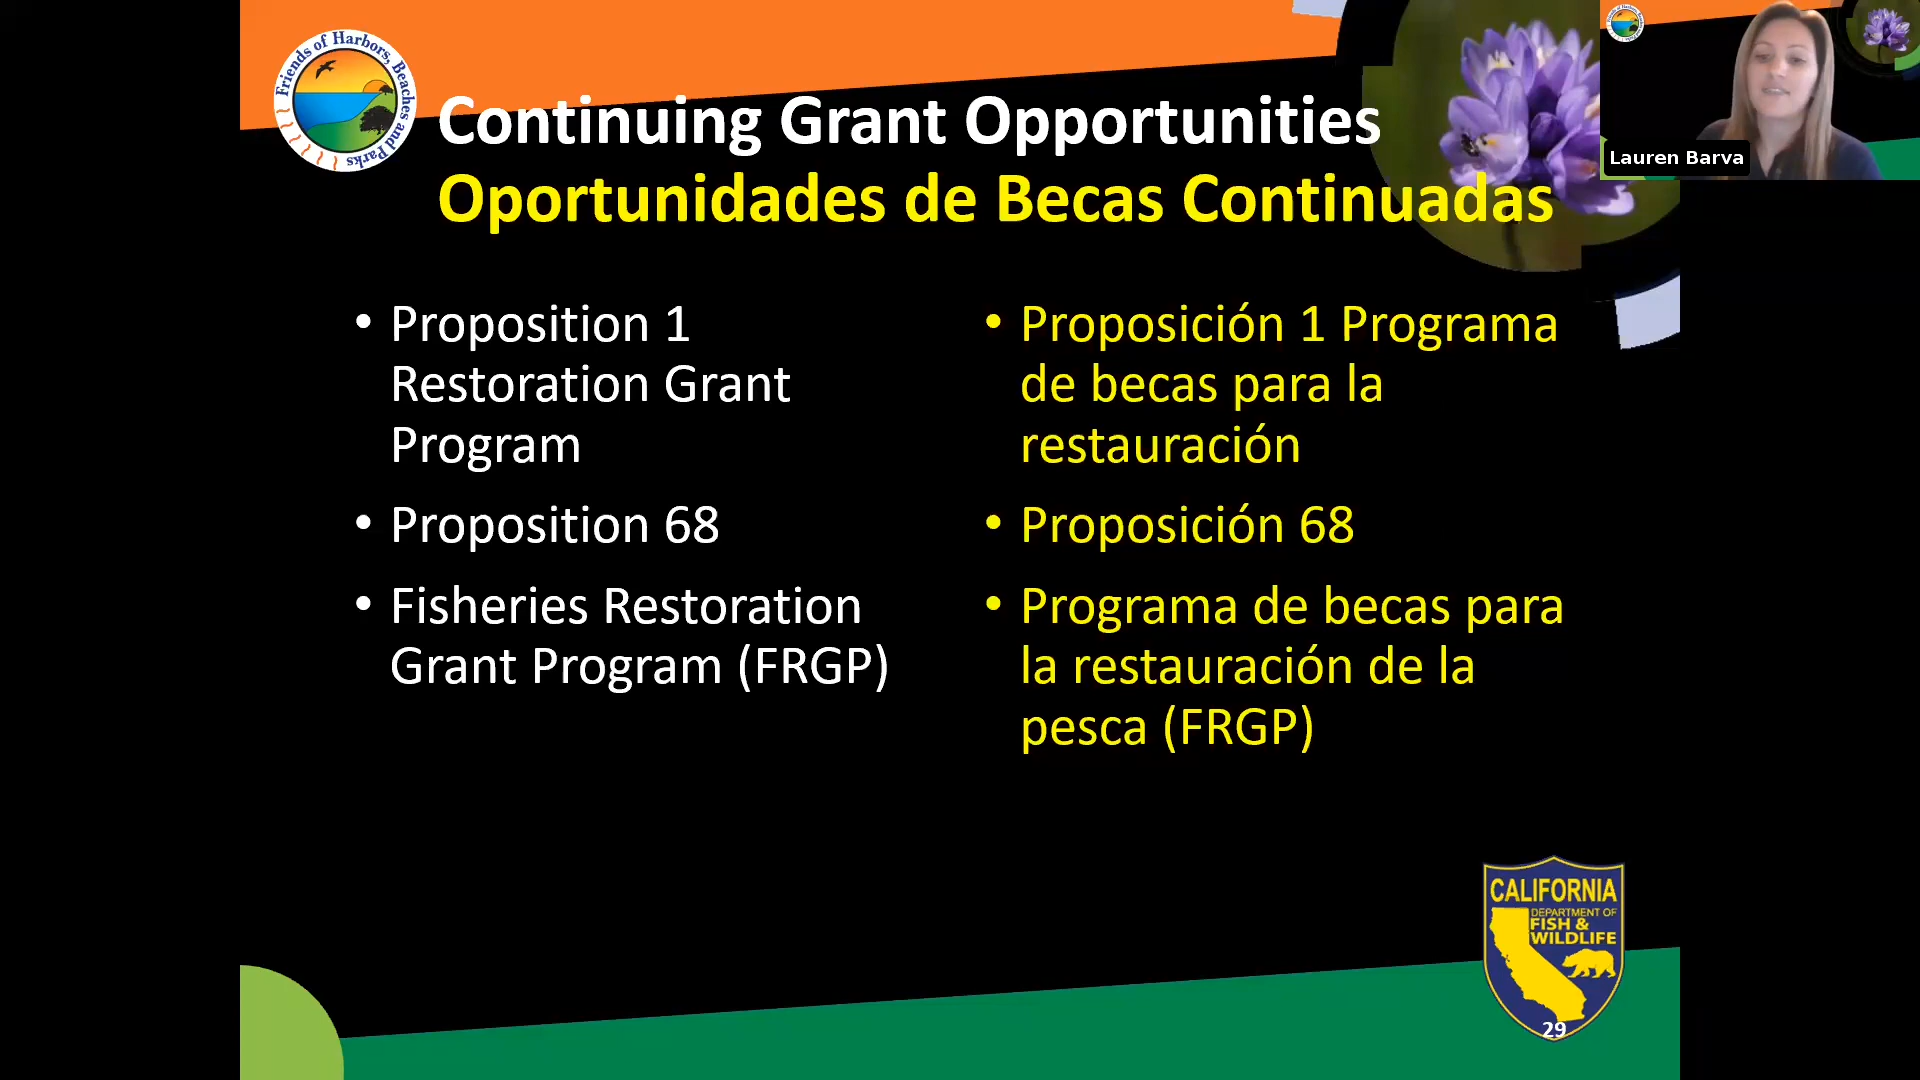 Friends of Harbors, Beaches and Parks
Continuing Grant Opportunities
Oportunidades de Becas Continuadas
Lauren Barva
• Proposition 1
Restoration Grant
Program
• Proposition 68
• Fisheries Restoration
Grant Program (FRGP)
• Proposición 1 Programa
de becas para la
restauración
• Proposición 68
• Programa de becas para
la restauración de la
pesca (FRGP)
CALIFORNIA
DEPARTMENT OF
FISH &
WILDLIFE
29